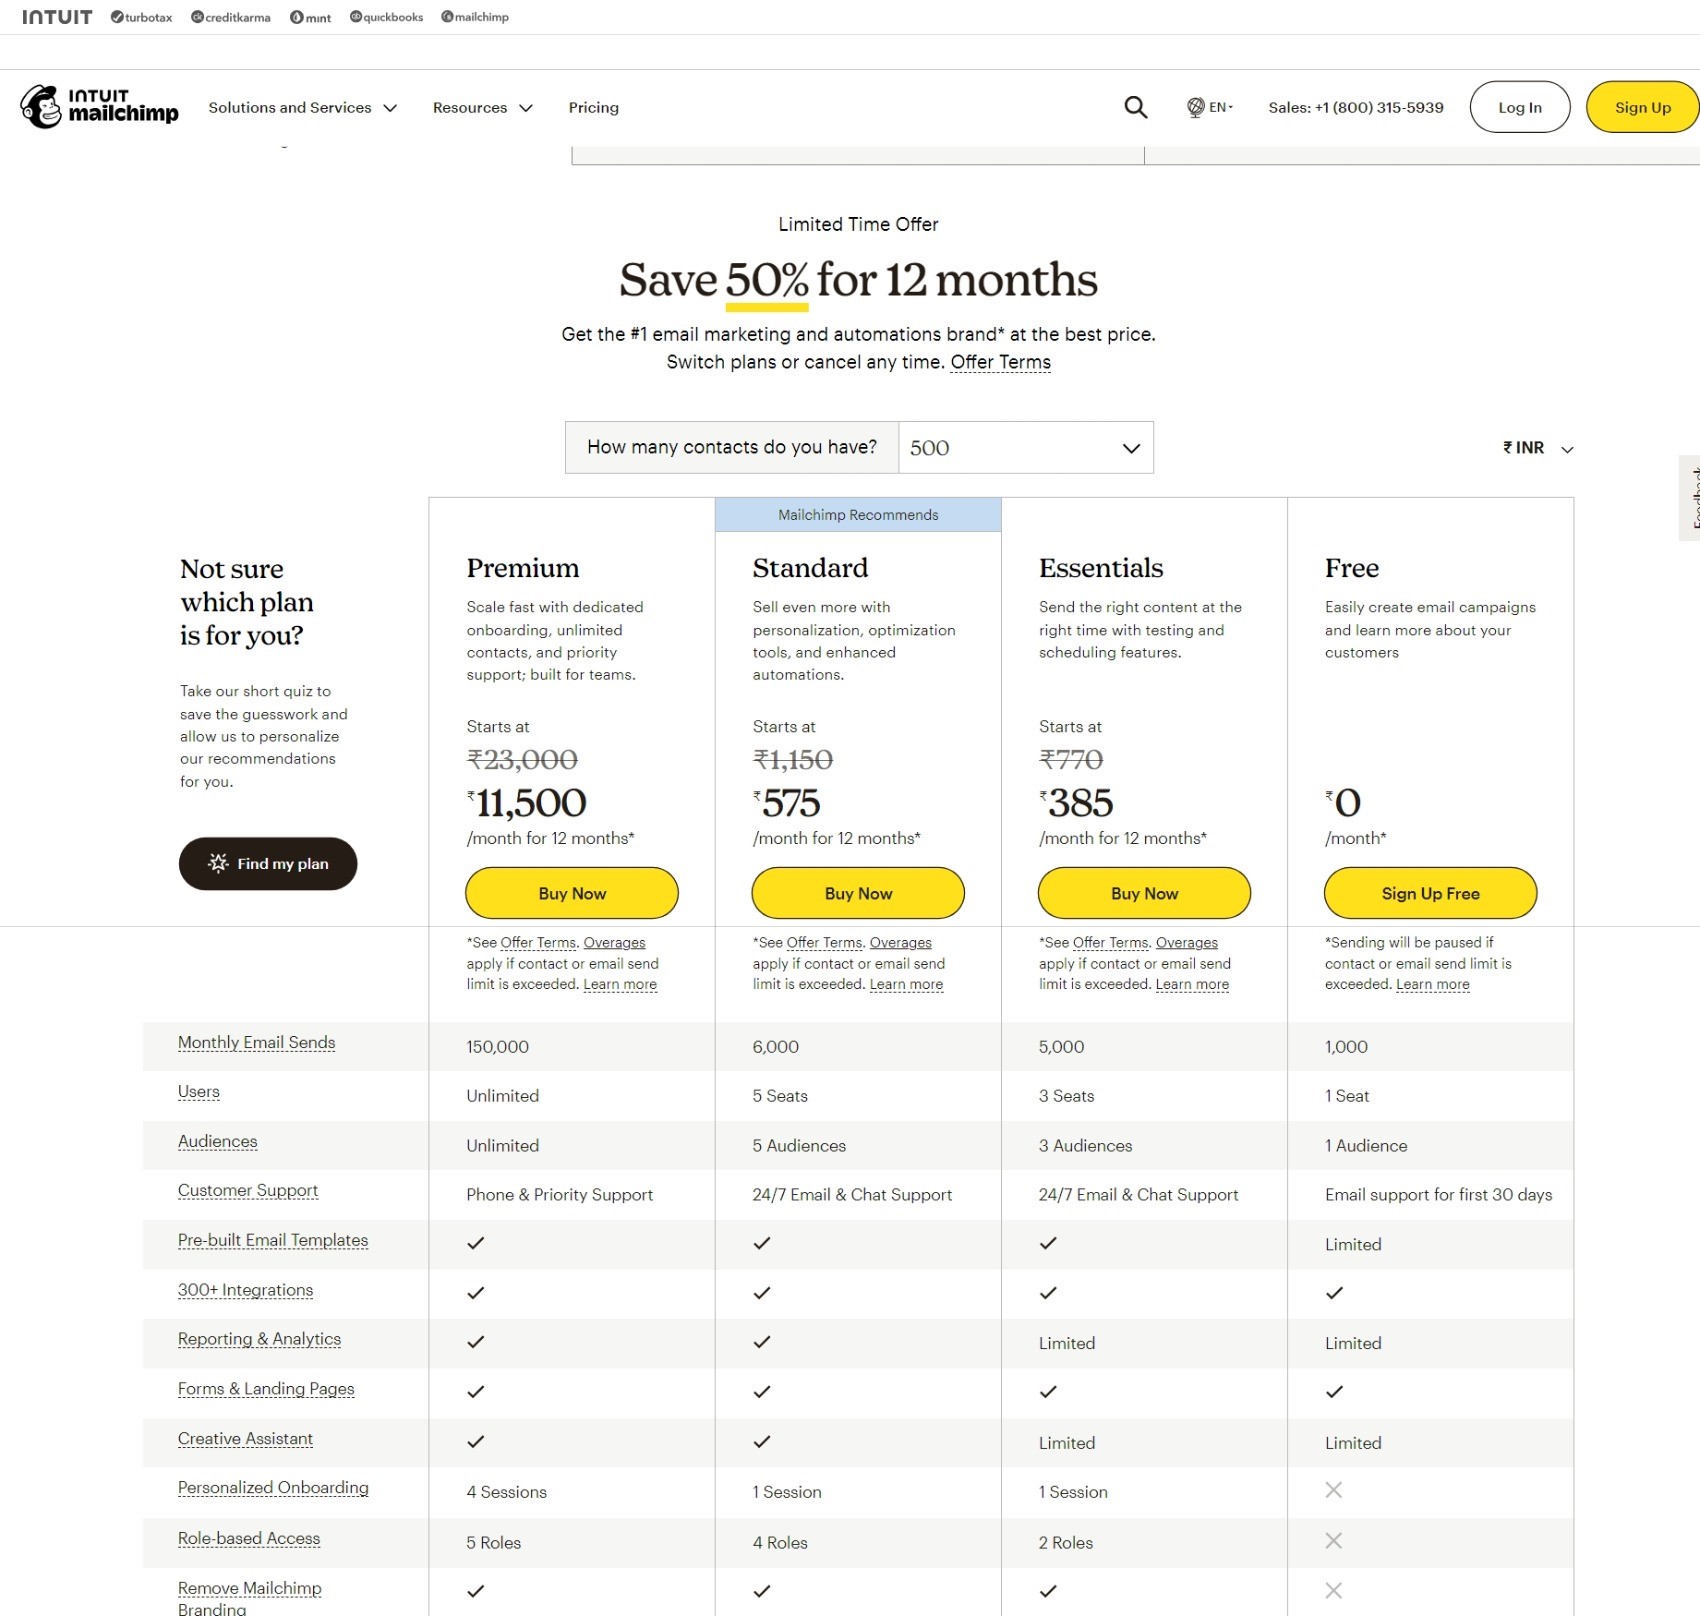 INTUIT turbotax creditkarma mint quickbooks mailchimp
INTUIT
mailchimp
Solutions and Services
Resources
Pricing
EN
Sales: +1 (800) 315-5939
Log In
Sign Up
Limited Time Offer
Save 50% for 12 months
Get the #1 email marketing and automations brand* at the best price.
Switch plans or cancel any time. Offer Terms
How many contacts do you have?
500
₹ INR
Feedback
Not sure
which plan
is for you?
Take our short quiz to
save the guesswork and
allow us to personalize
our recommendations
for you.
Find my plan
Premium
Scale fast with dedicated
onboarding, unlimited
contacts, and priority
support; built for teams.
Starts at
₹23,000
₹11,500
/month for 12 months*
Buy Now
*See Offer Terms. Overages
apply if contact or email send
limit is exceeded. Learn more
Mailchimp Recommends
Standard
Sell even more with
personalization, optimization
tools, and enhanced
automations.
Starts at
₹1,150
₹575
/month for 12 months*
Buy Now
*See Offer Terms. Overages
apply if contact or email send
limit is exceeded. Learn more
Essentials
Send the right content at the
right time with testing and
scheduling features.
Starts at
₹770
₹385
/month for 12 months*
Buy Now
*See Offer Terms. Overages
apply if contact or email send
limit is exceeded. Learn more
Free
Easily create email campaigns
and learn more about your
customers
₹0
/month*
Sign Up Free
*Sending will be paused if
contact or email send limit is
exceeded. Learn more
Monthly Email Sends 150,000 6,000 5,000 1,000
Users Unlimited 5 Seats 3 Seats 1 Seat
Audiences Unlimited 5 Audiences 3 Audiences 1 Audience
Customer Support Phone & Priority Support 24/7 Email & Chat Support 24/7 Email & Chat Support Email support for first 30 days
Pre-built Email Templates Limited
300+ Integrations
Reporting & Analytics Limited Limited
Forms & Landing Pages
Creative Assistant Limited Limited
Personalized Onboarding 4 Sessions 1 Session 1 Session
Role-based Access 5 Roles 4 Roles 2 Roles
Remove Mailchimp
Branding